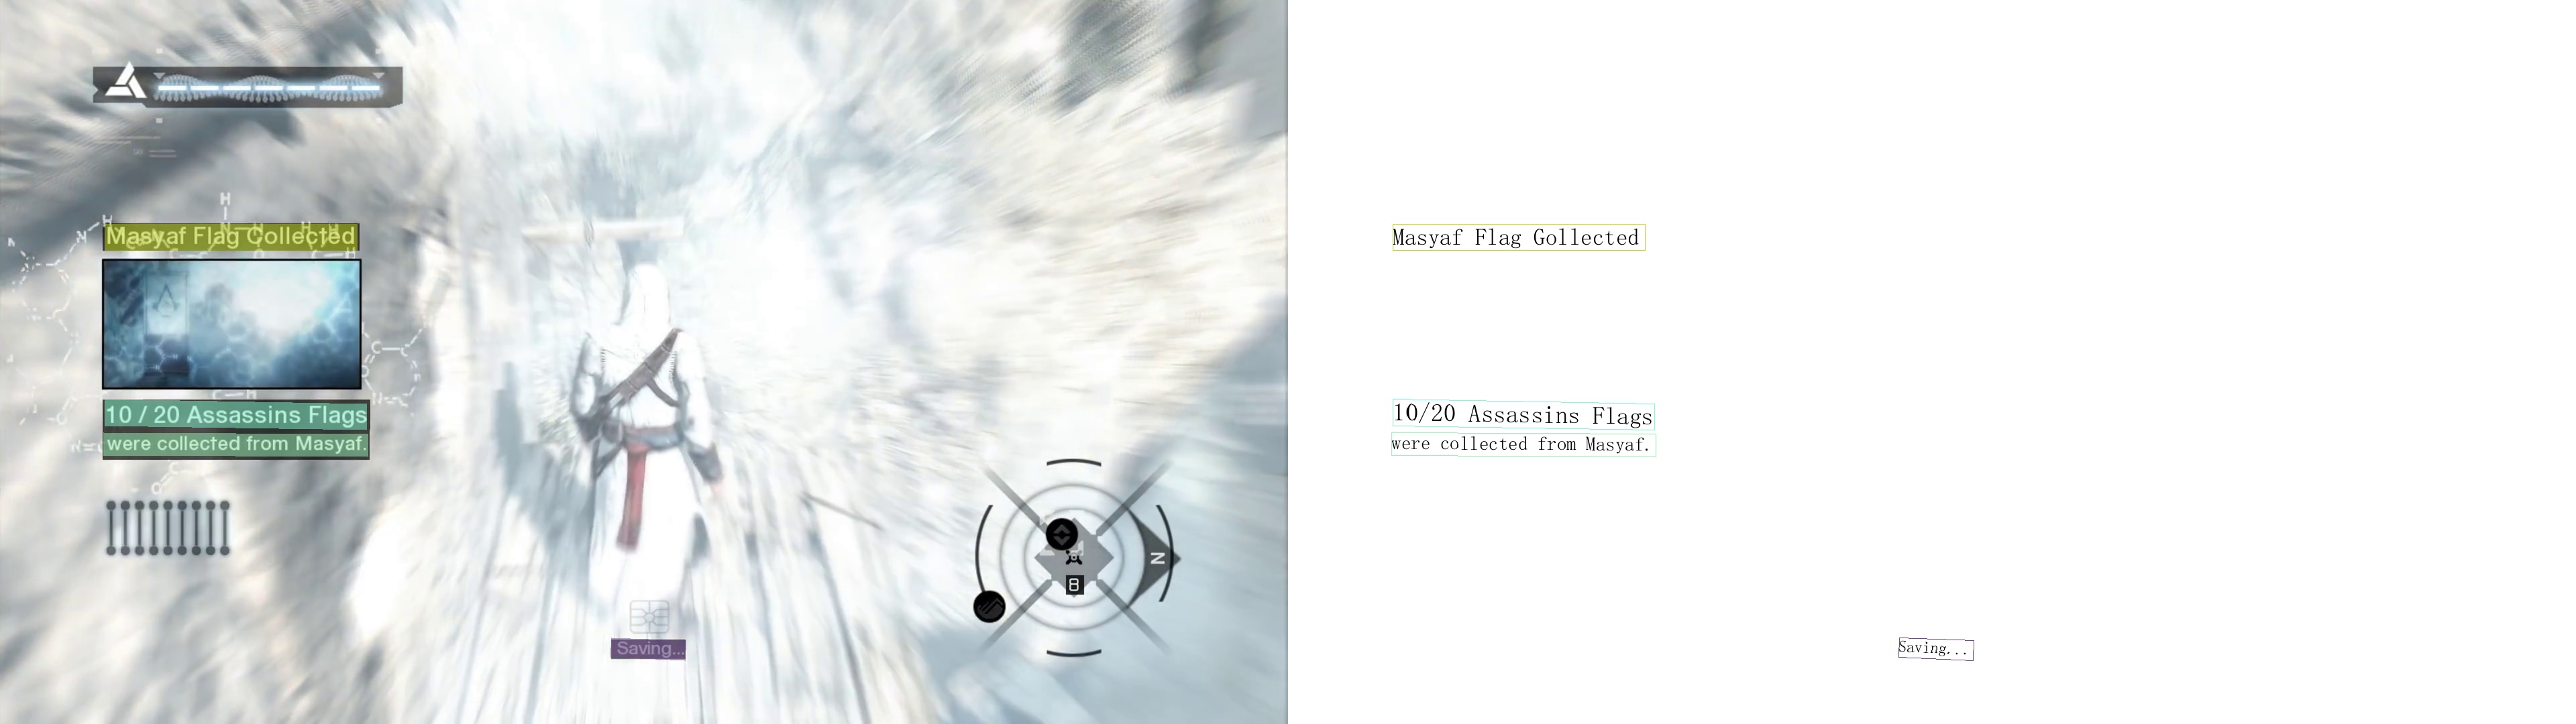 Masyaf Flag Collected
10 / 20 Assassins Flags
were collected from Masyaf.
N
8
Saving...
Masyaf Flag Gollected
10/20 Assassins Flags
were collected from Masyaf.
Saving...